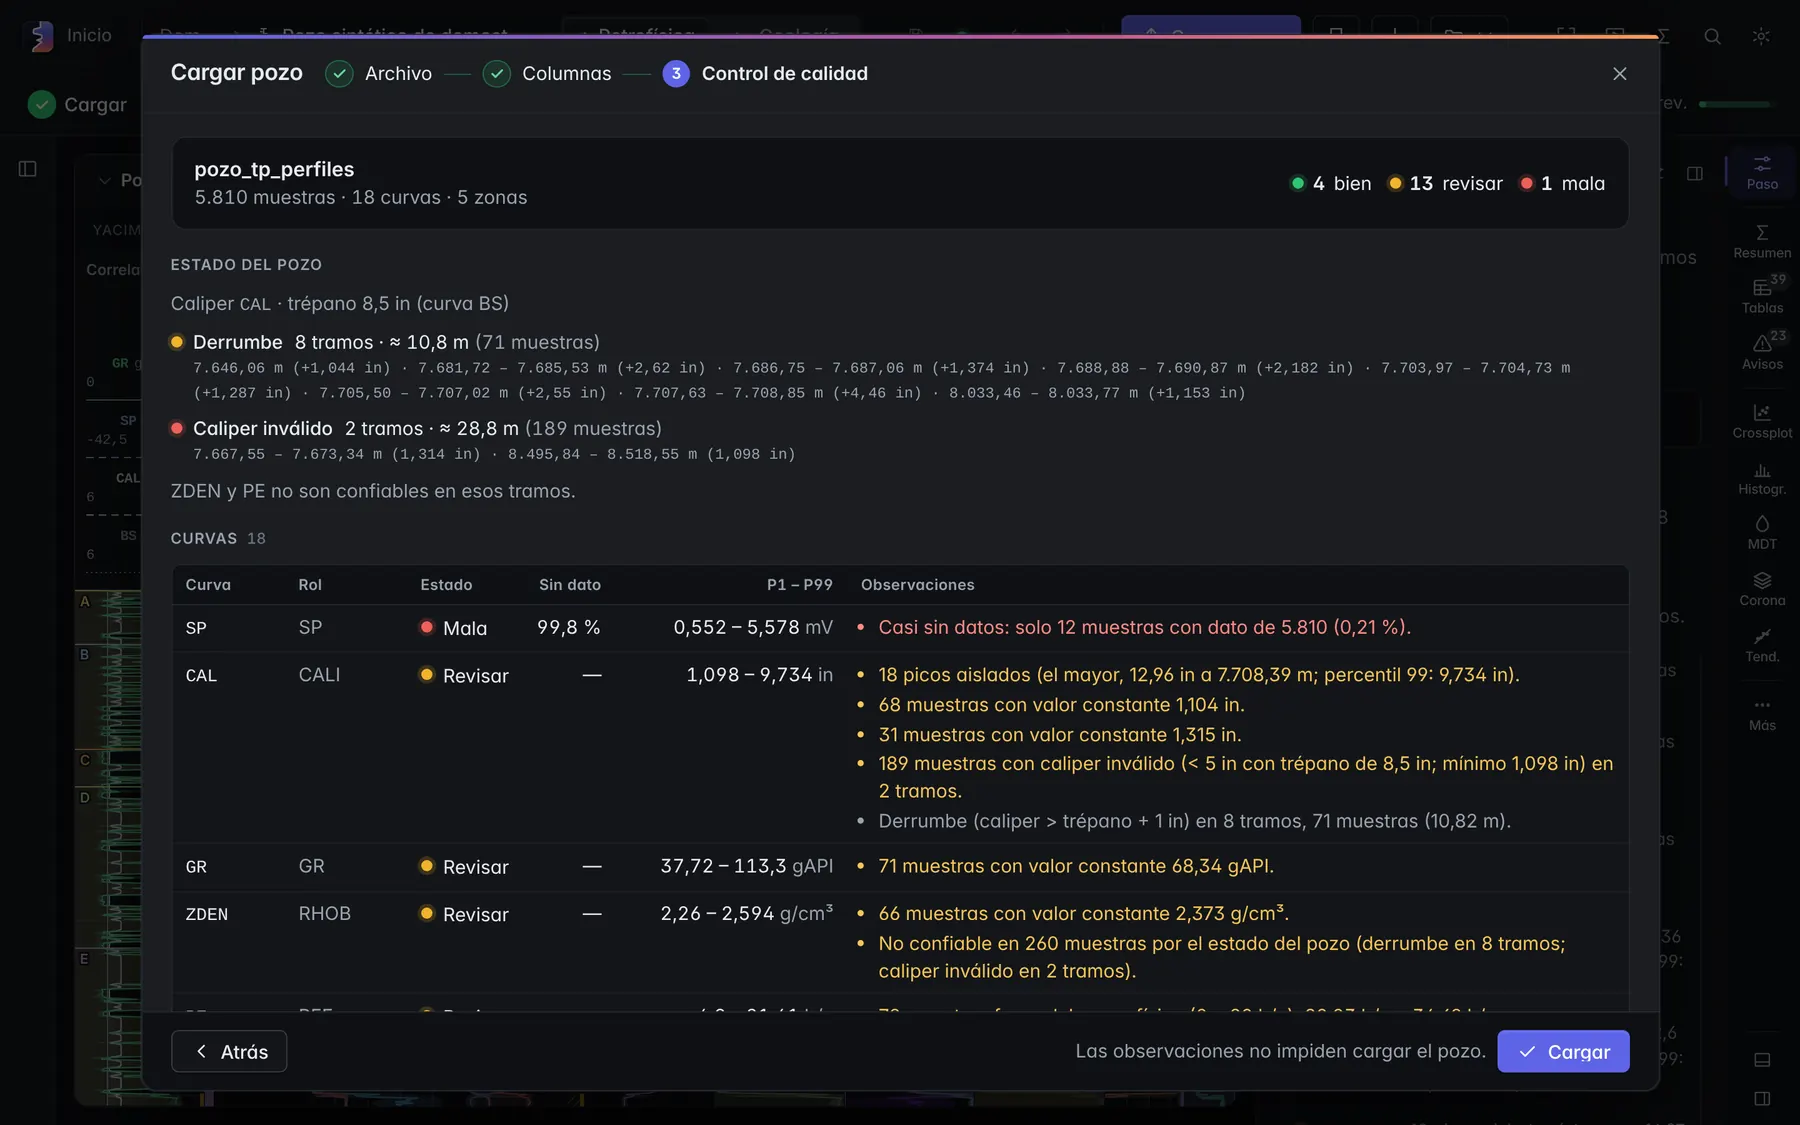 Inicio
Cargar pozo
Archivo
Columnas
3 Control de calidad
Cargar
rev.
pozo_tp_perfiles
5.810 muestras · 18 curvas · 5 zonas
4 bien
13 revisar
1 mala
Paso
Resumen
39
Tablas
23
Avisos
Crossplot
Histogr.
MDT
Corona
Tend.
Más
YACIM
Correla
GR
0
SP
-42,5
CAL
6
BS
6
A
B
C
D
E
ESTADO DEL POZO
Caliper CAL · trépano 8,5 in (curva BS)
Derrumbe 8 tramos · ≈ 10,8 m (71 muestras)
7.646,06 m (+1,044 in) · 7.681,72 – 7.685,53 m (+2,62 in) · 7.686,75 – 7.687,06 m (+1,374 in) · 7.688,88 – 7.690,87 m (+2,182 in) · 7.703,97 – 7.704,73 m
(+1,287 in) · 7.705,50 – 7.707,02 m (+2,55 in) · 7.707,63 – 7.708,85 m (+4,46 in) · 8.033,46 – 8.033,77 m (+1,153 in)
Caliper inválido 2 tramos · ≈ 28,8 m (189 muestras)
7.667,55 – 7.673,34 m (1,314 in) · 8.495,84 – 8.518,55 m (1,098 in)
ZDEN y PE no son confiables en esos tramos.
CURVAS 18
Curva Rol Estado Sin dato P1 – P99 Observaciones
SP SP Mala 99,8 % 0,552 – 5,578 mV • Casi sin datos: solo 12 muestras con dato de 5.810 (0,21 %).
CAL CALI Revisar — 1,098 – 9,734 in • 18 picos aislados (el mayor, 12,96 in a 7.708,39 m; percentil 99: 9,734 in).
• 68 muestras con valor constante 1,104 in.
• 31 muestras con valor constante 1,315 in.
• 189 muestras con caliper inválido (< 5 in con trépano de 8,5 in; mínimo 1,098 in) en
2 tramos.
• Derrumbe (caliper > trépano + 1 in) en 8 tramos, 71 muestras (10,82 m).
GR GR Revisar — 37,72 – 113,3 gAPI • 71 muestras con valor constante 68,34 gAPI.
ZDEN RHOB Revisar — 2,26 – 2,594 g/cm³ • 66 muestras con valor constante 2,373 g/cm³.
• No confiable en 260 muestras por el estado del pozo (derrumbe en 8 tramos;
caliper inválido en 2 tramos).
Atrás
Las observaciones no impiden cargar el pozo.
Cargar